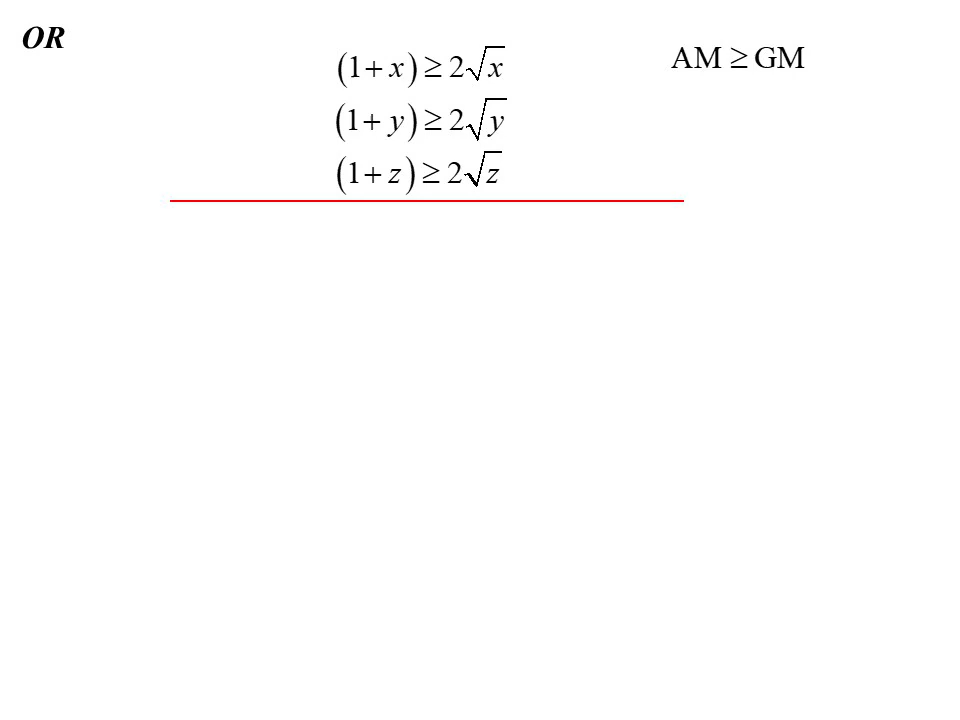 OR
(1+ x) ≥ 2√x
AM ≥ GM
(1+ y) ≥ 2√y
(1+ z) ≥ 2√z